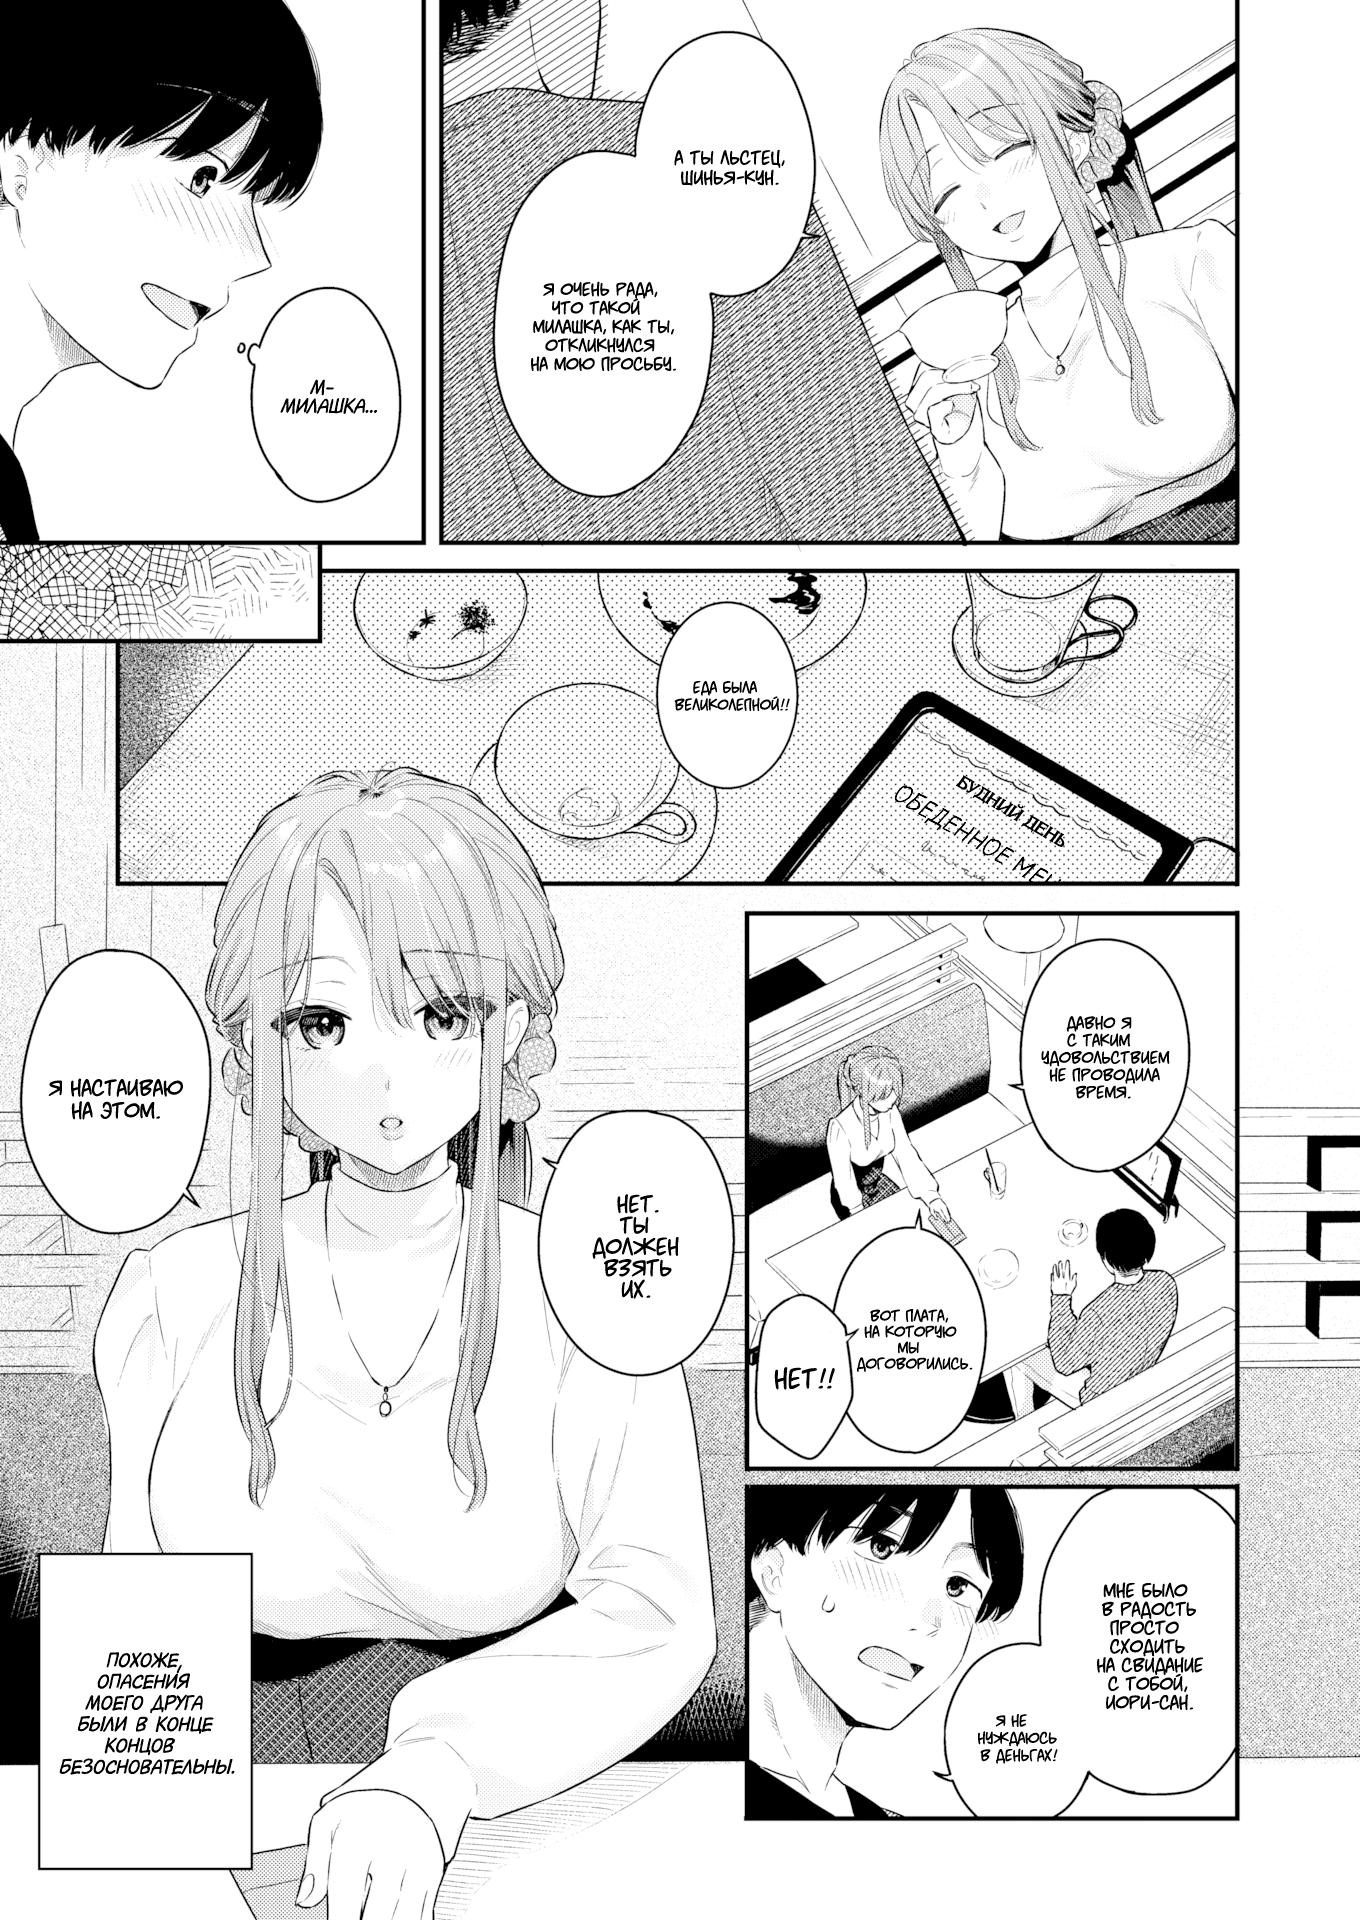 А ТЫ ЛЬСТЕЦ,
ШИНЬЯ-КУН.
Я ОЧЕНЬ РАДА,
ЧТО ТАКОЙ
МИЛАШКА, КАК ТЫ,
ОТКЛИКНУЛСЯ
НА МОЮ ПРОСЬБУ.
М-
МИЛАШКА...
ЕДА БЫЛА
ВЕЛИКОЛЕПНОЙ!!
БУДНИЙ ДЕНЬ
ОБЕДЕННОЕ
ДАВНО Я
С ТАКИМ
УДОВОЛЬСТВИЕМ
НЕ ПРОВОДИЛА
ВРЕМЯ.
ВОТ ПЛАТА,
НА КОТОРУЮ
МЫ
ДОГОВОРИЛИСЬ.
НЕТ!!
МНЕ БЫЛО
В РАДОСТЬ
ПРОСТО
СХОДИТЬ
НА СВИДАНИЕ
С ТОБОЙ,
ИОРИ-САН.
Я НЕ
НУЖДАЮСЬ
В ДЕНЬГАХ!
НЕТ.
ТЫ
ДОЛЖЕН
ВЗЯТЬ
ИХ.
Я НАСТАИВАЮ
НА ЭТОМ.
ПОХОЖЕ,
ОПАСЕНИЯ
МОЕГО ДРУГА
БЫЛИ В КОНЦЕ
КОНЦОВ
БЕЗОСНОВАТЕЛЬНЫ.